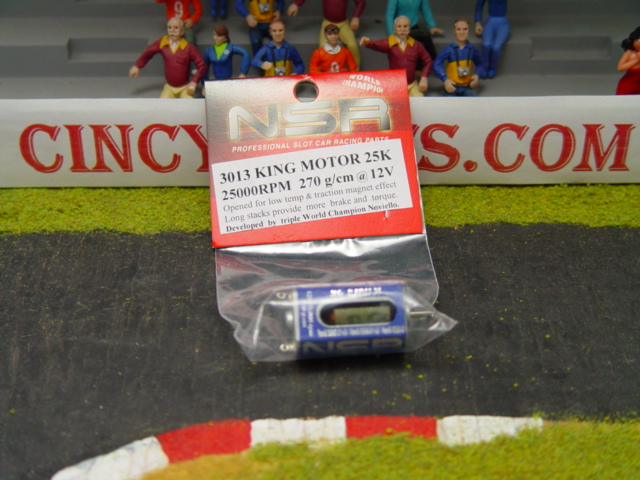 WORLD
CHAMPION
NSR
PROFESSIONAL SLOT CAR RACING PARTS
3013 KING MOTOR 25K
25000RPM 270 g/cm @ 12V
Opened for low temp & traction magnet effect
Long stacks provide more brake and torque.
Developed by triple World Champion Noviello.
CINCY S.COM
NSR